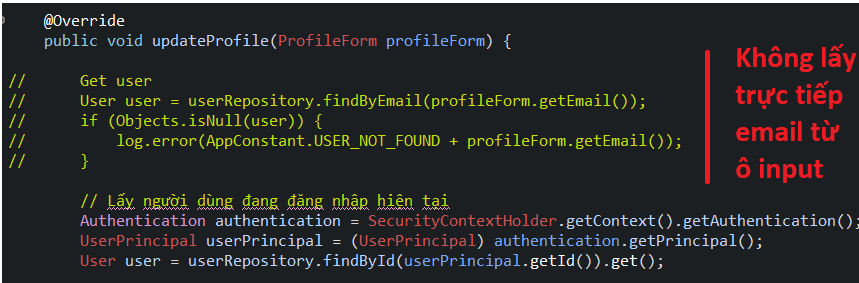 @Override
public void updateProfile(ProfileForm profileForm) {
// Get user
// User user = userRepository.findByEmail(profileForm.getEmail());
// if (Objects.isNull(user)) {
// log.error(AppConstant.USER_NOT_FOUND + profileForm.getEmail());
// }
// Lấy người dùng đang đăng nhập hiện tại
Authentication authentication = SecurityContextHolder.getContext().getAuthentication();
UserPrincipal userPrincipal = (UserPrincipal) authentication.getPrincipal();
User user = userRepository.findById(userPrincipal.getId()).get();
Không lấy
trực tiếp
email từ
ô input